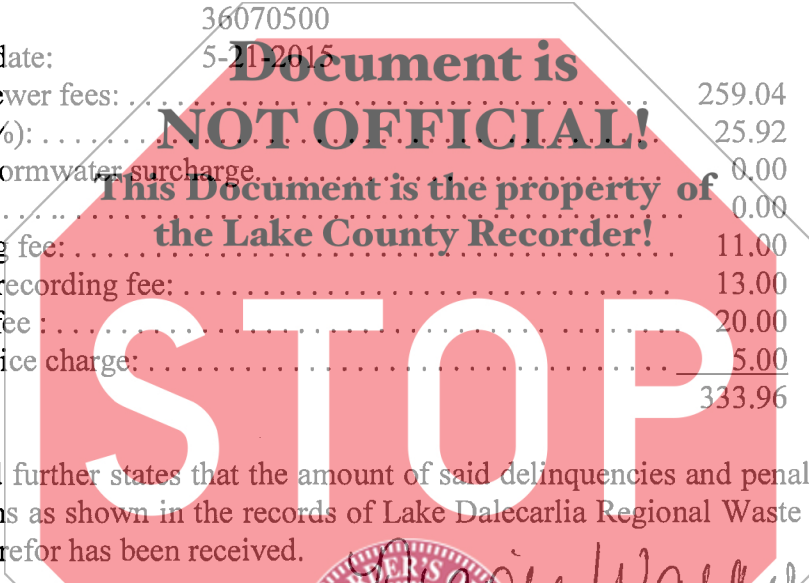 36070500
date: 5-21-2015
Document is
ewer fees: . . . . . . . . . . . . . . . . . . . . . . . . . . . . . . . . . . 259.04
NOT OFFICIAL!
%): . . . . . . . . . . . . . . . . . . . . . . . . . . . . . . . . . . 25.92
ormwater surcharge. . . . . . . . . . . . . . . . . . . . . . . . . . 0.00
This Document is the property of
. . . . . . . . . . . . . . . . . . . . . . . . . . . . . . . . . . 0.00
the Lake County Recorder!
g fee: . . . . . . . . . . . . . . . . . . . . . . . . . . . . . . . . . . 11.00
recording fee: . . . . . . . . . . . . . . . . . . . . . . . . . . . . 13.00
fee : . . . . . . . . . . . . . . . . . . . . . . . . . . . . . . . . . . 20.00
ice charge: . . . . . . . . . . . . . . . . . . . . . . . . . . . . . . 5.00
333.96
STOP
l further states that the amount of said delinquencies and penal
ns as shown in the records of Lake Dalecarlia Regional Waste
refor has been received.